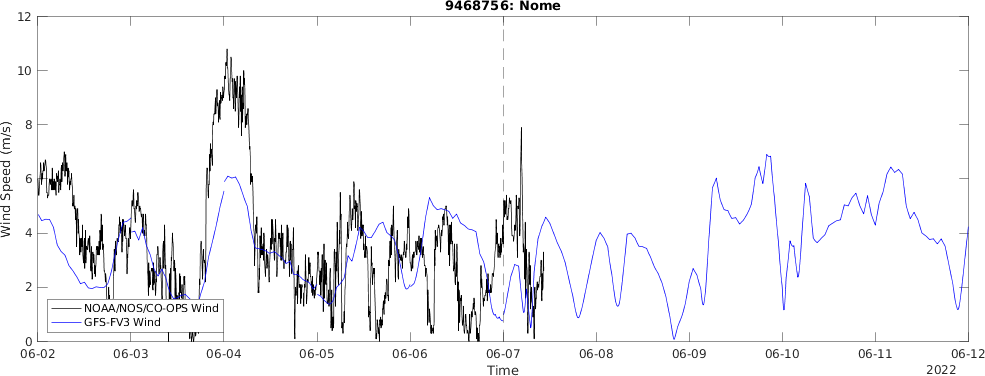 9468756: Nome
Wind Speed (m/s)
12
10
8
6
4
2
0
NOAA/NOS/CO-OPS Wind
GFS-FV3 Wind
06-02 06-03 06-04 06-05 06-06 06-07 06-08 06-09 06-10 06-11 06-12
Time
2022